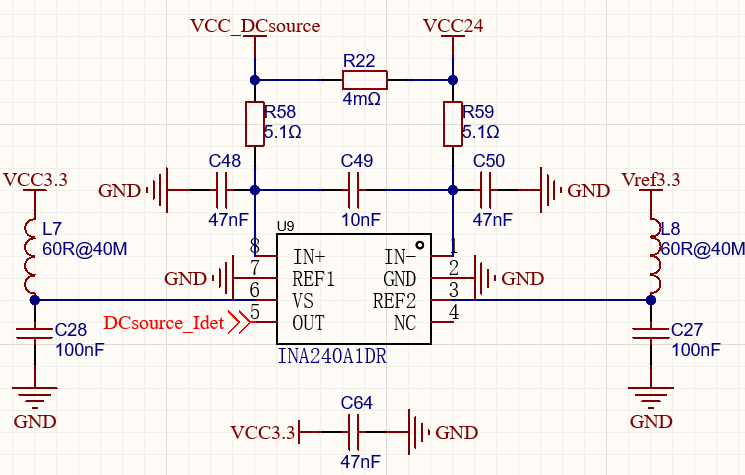 VCC_DCsource
VCC24
R22
4mΩ
R58
5.1Ω
R59
5.1Ω
C48
C49
C50
GND
GND
47nF
10nF
47nF
VCC3.3
Vref3.3
L7
60R@40M
L8
60R@40M
U9
8 IN+ IN- 1
GND 7 REF1 GND 2 GND
6 VS REF2 3
DCsource_Idet 5 OUT NC 4
INA240A1DR
C28
100nF
C27
100nF
GND
GND
C64
VCC3.3
GND
47nF